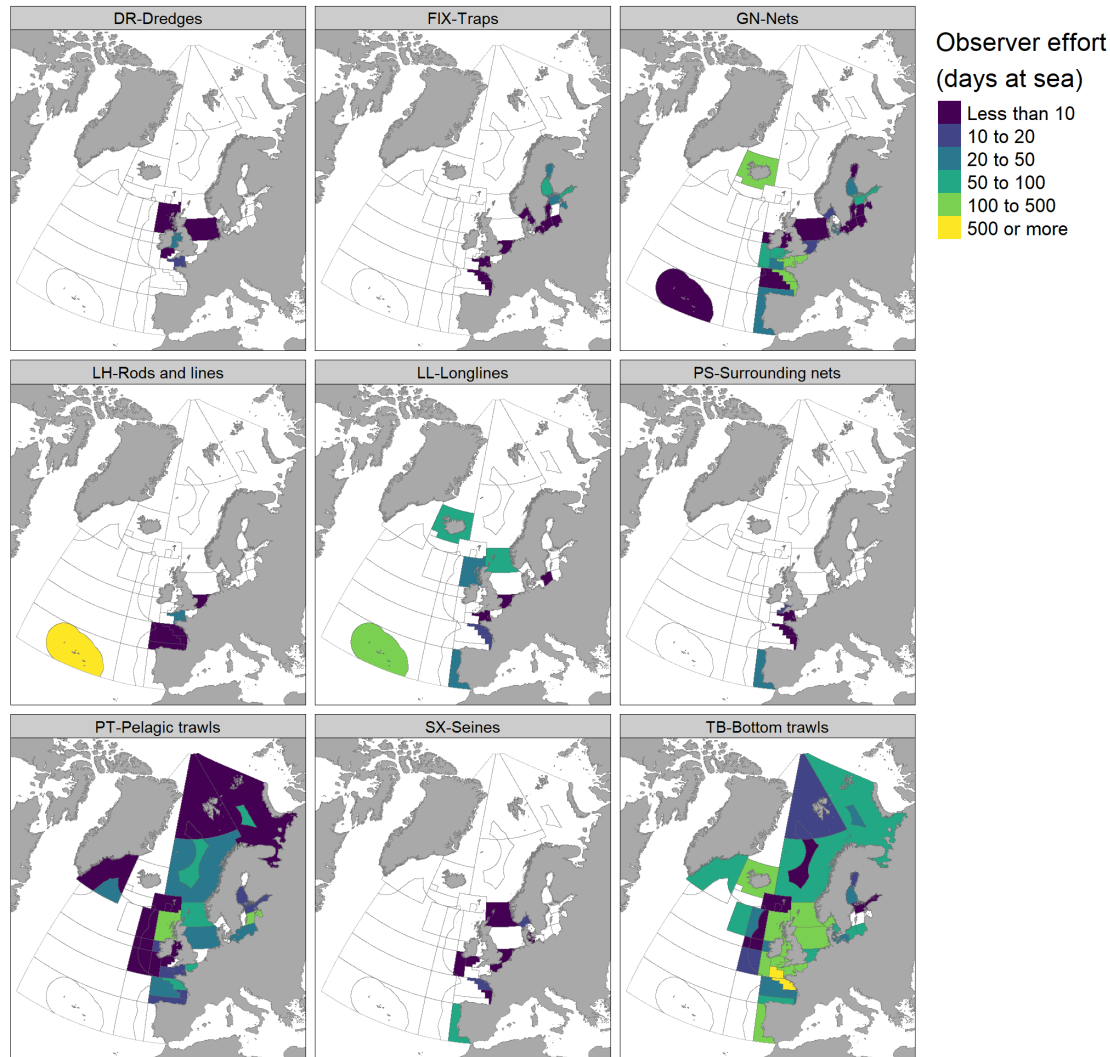 DR-Dredges
FIX-Traps
GN-Nets
Observer effort
(days at sea)
Less than 10
10 to 20
20 to 50
50 to 100
100 to 500
500 or more
LH-Rods and lines
LL-Longlines
PS-Surrounding nets
PT-Pelagic trawls
SX-Seines
TB-Bottom trawls